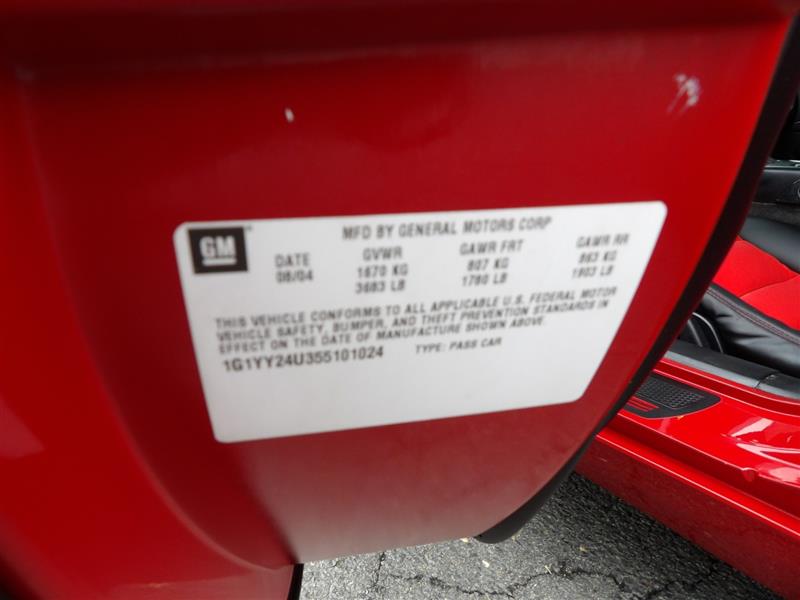 GM
MFD BY GENERAL MOTORS CORP
DATE GVWR GAWR FRT GAWR RR
08/04 1670 KG 807 KG 863 KG
3683 LB 1780 LB 1903 LB
THIS VEHICLE CONFORMS TO ALL APPLICABLE U.S. FEDERAL MOTOR
VEHICLE SAFETY, BUMPER, AND THEFT PREVENTION STANDARDS IN
EFFECT ON THE DATE OF MANUFACTURE SHOWN ABOVE.
1G1YY24U355101024 TYPE: PASS CAR